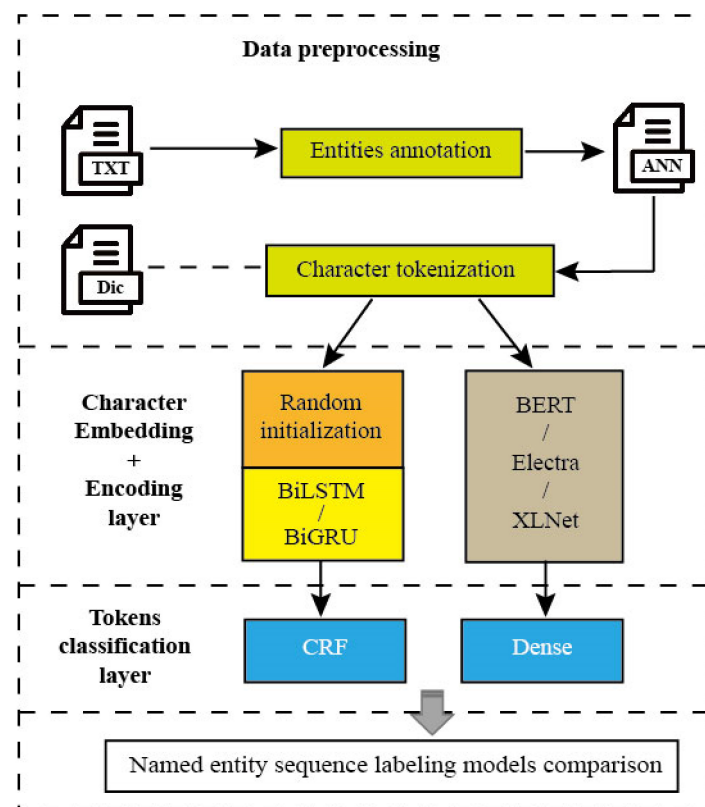 Data preprocessing
TXT
Entities annotation
ANN
Dic
Character tokenization
Character
Embedding
+
Encoding
layer
Random
initialization
BiLSTM
/
BiGRU
BERT
/
Electra
/
XLNet
Tokens
classification
layer
CRF
Dense
Named entity sequence labeling models comparison